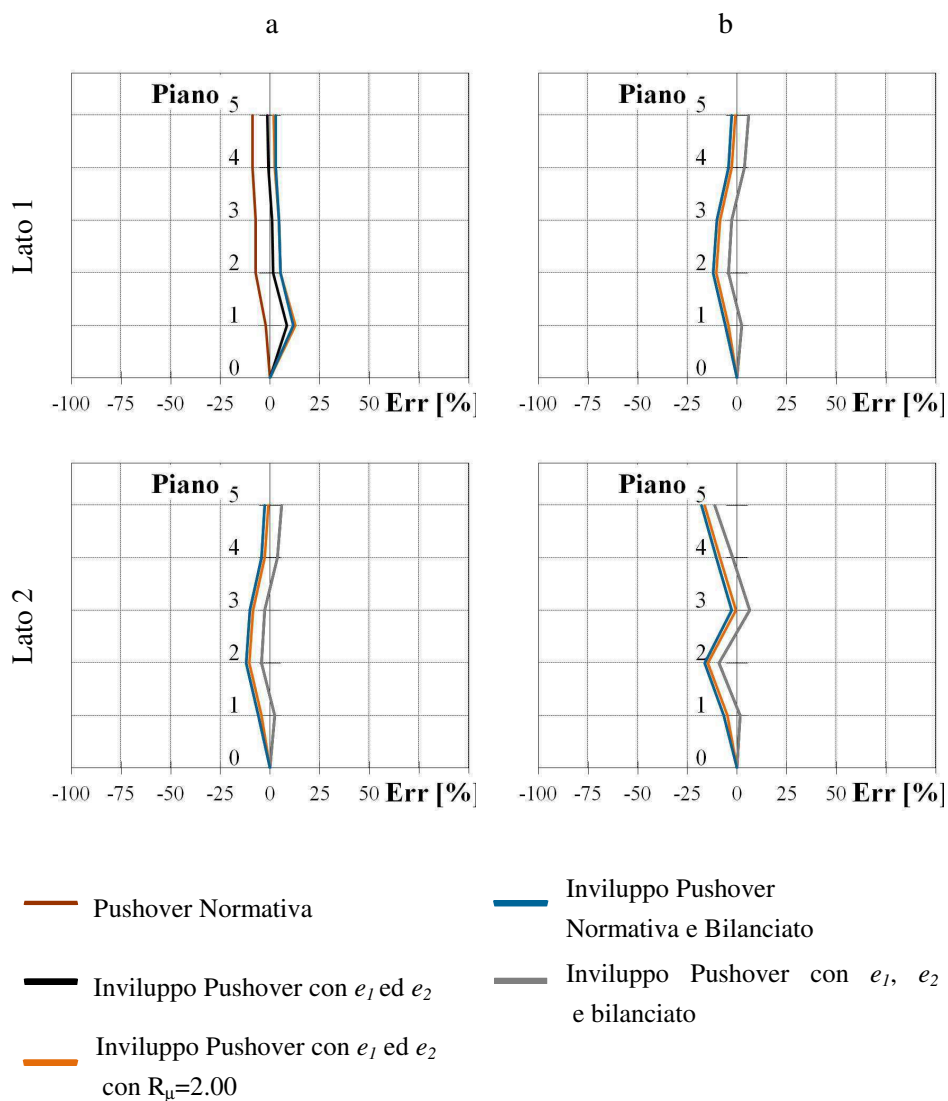 a b
Piano
5
4
3
2
1
0
-100 -75 -50 -25 0 25 50 Err [%]
Lato 1
Piano
5
4
3
2
1
0
-100 -75 -50 -25 0 25 50 Err [%]
Piano
5
4
3
2
1
0
-100 -75 -50 -25 0 25 50 Err [%]
Lato 2
Piano
5
4
3
2
1
0
-100 -75 -50 -25 0 25 50 Err [%]
Pushover Normativa
Inviluppo Pushover con e1 ed e2
Inviluppo Pushover con e1 ed e2
con Rμ=2.00
Inviluppo Pushover
Normativa e Bilanciato
Inviluppo Pushover con e1, e2
e bilanciato